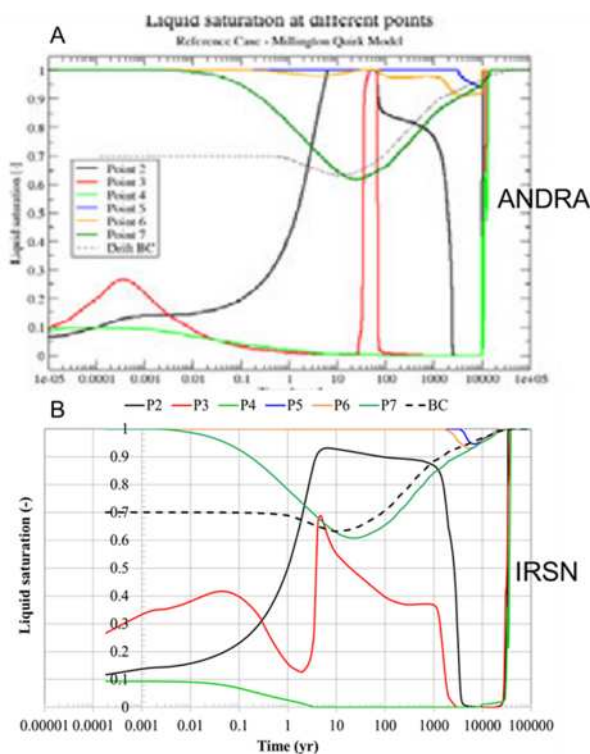 Liquid saturation at different points
A
Reference Case - Millington Quirk Model
1
0.9
0.8
0.7
0.6
0.5
0.4
0.3
0.2
0.1
0
Liquid saturation [-]
Point 2
Point 3
Point 4
Point 5
Point 6
Point 7
Drift BC
ANDRA
1e-05 0.0001 0.001 0.01 0.1 1 10 100 1000 10000 1e+05
B
P2 P3 P4 P5 P6 P7 BC
1
0.9
0.8
0.7
0.6
0.5
0.4
0.3
0.2
0.1
0
Liquid saturation (-)
IRSN
0.00001 0.0001 0.001 0.01 0.1 1 10 100 1000 10000 100000
Time (yr)